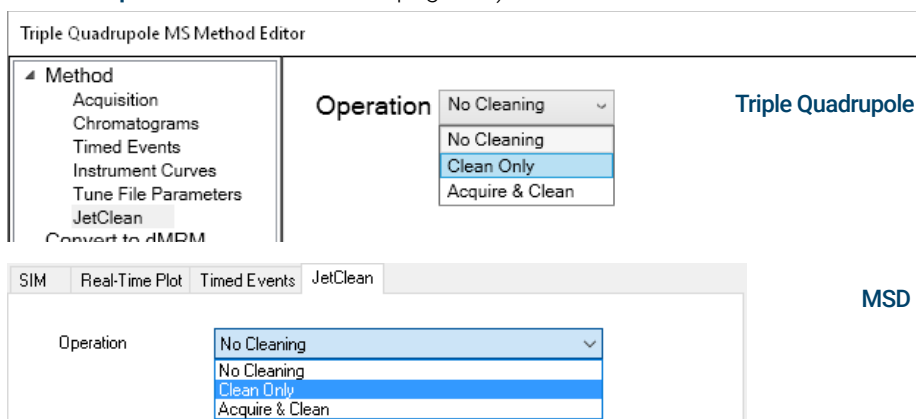 Triple Quadrupole MS Method Editor
Method
Acquisition
Chromatograms
Timed Events
Instrument Curves
Tune File Parameters
JetClean
Convert to dMRM
Operation No Cleaning
No Cleaning
Clean Only
Acquire & Clean
Triple Quadrupole
SIM Real-Time Plot Timed Events JetClean
MSD
Operation No Cleaning
No Cleaning
Clean Only
Acquire & Clean